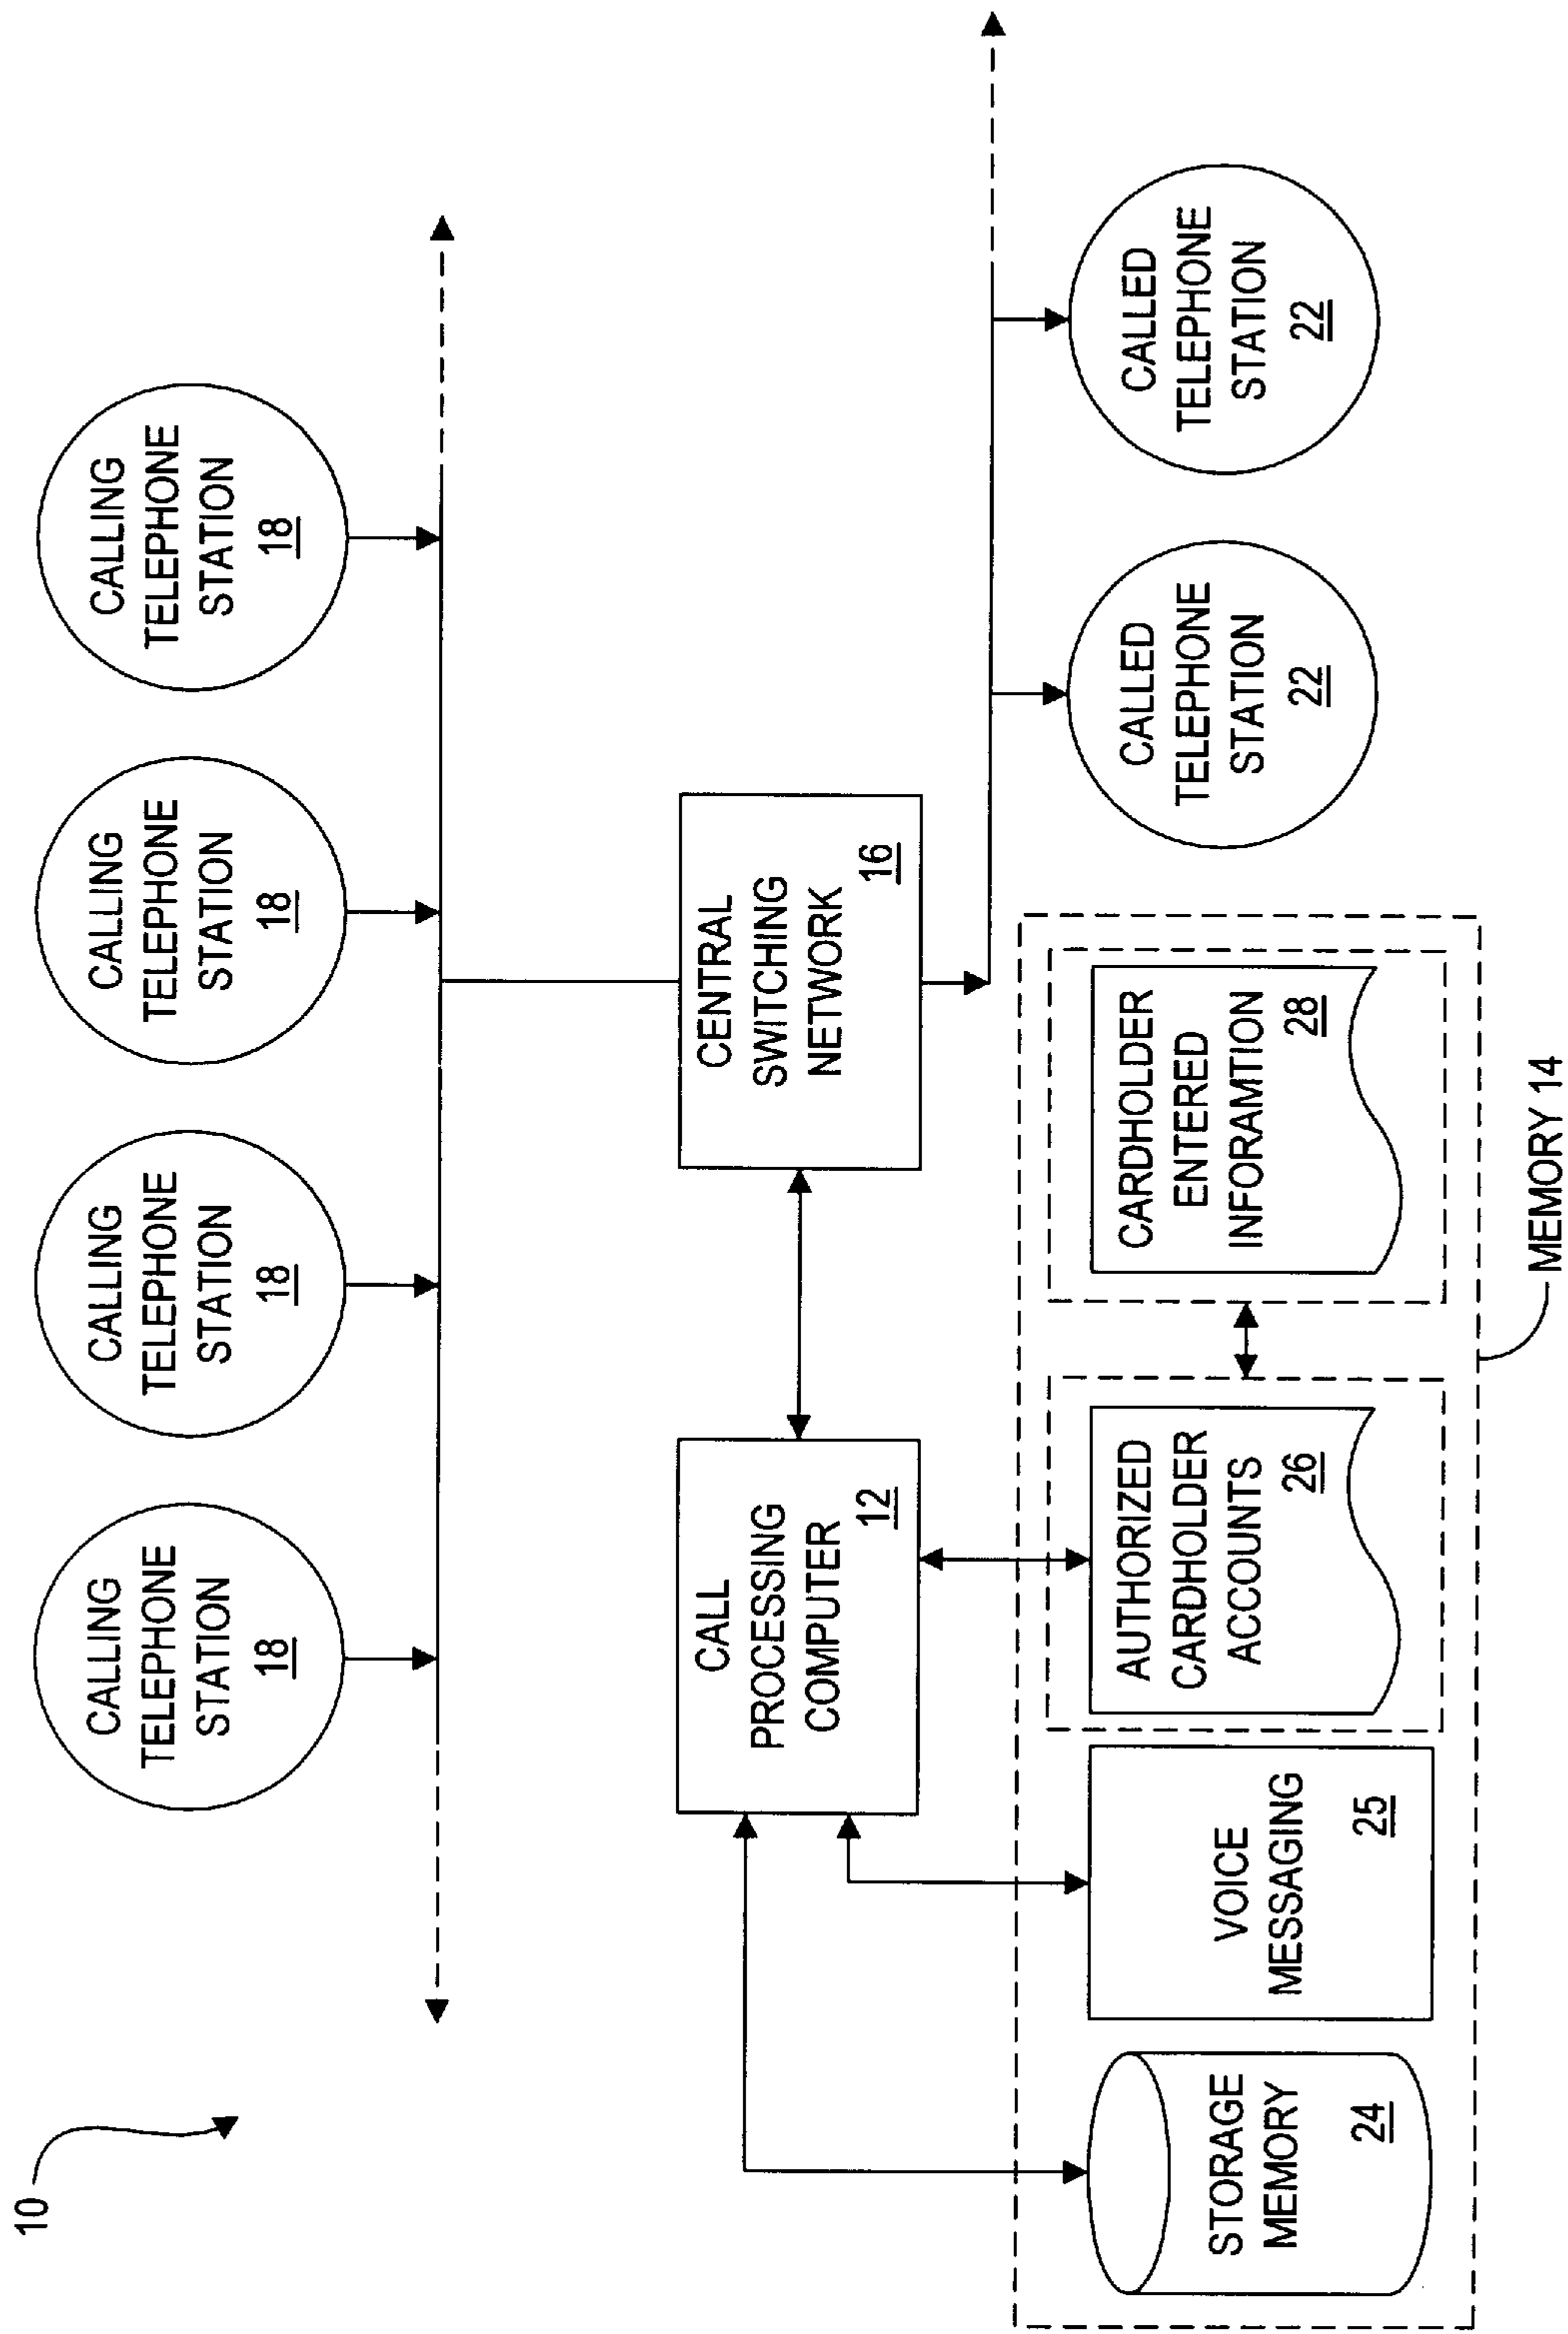 10
CALLING
TELEPHONE
STATION
18
CALLING
TELEPHONE
STATION
18
CALLING
TELEPHONE
STATION
18
CALLING
TELEPHONE
STATION
18
CALL
PROCESSING
COMPUTER
12
CENTRAL
SWITCHING
NETWORK
16
STORAGE
MEMORY
24
VOICE
MESSAGING
25
AUTHORIZED
CARDHOLDER
ACCOUNTS
26
CARDHOLDER
ENTERED
INFORAMTION
28
CALLED
TELEPHONE
STATION
22
CALLED
TELEPHONE
STATION
22
MEMORY 14